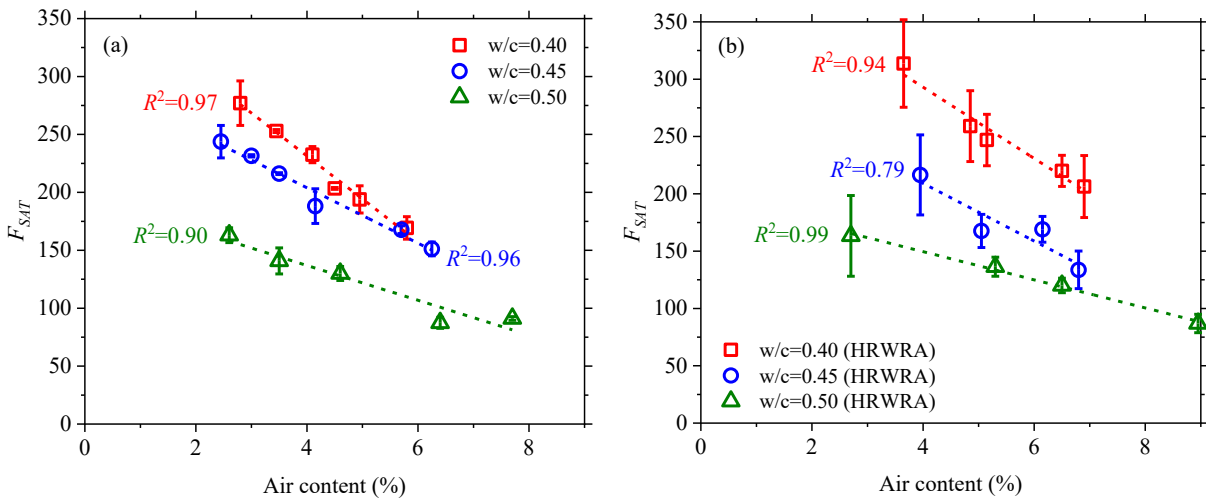 (a)
w/c=0.40
w/c=0.45
w/c=0.50
R²=0.97
R²=0.90
R²=0.96
350
300
250
200
150
100
50
0
F_SAT
0 2 4 6 8
Air content (%)
(b)
R²=0.94
R²=0.79
R²=0.99
w/c=0.40 (HRWRA)
w/c=0.45 (HRWRA)
w/c=0.50 (HRWRA)
350
300
250
200
150
100
50
0
F_SAT
0 2 4 6 8
Air content (%)